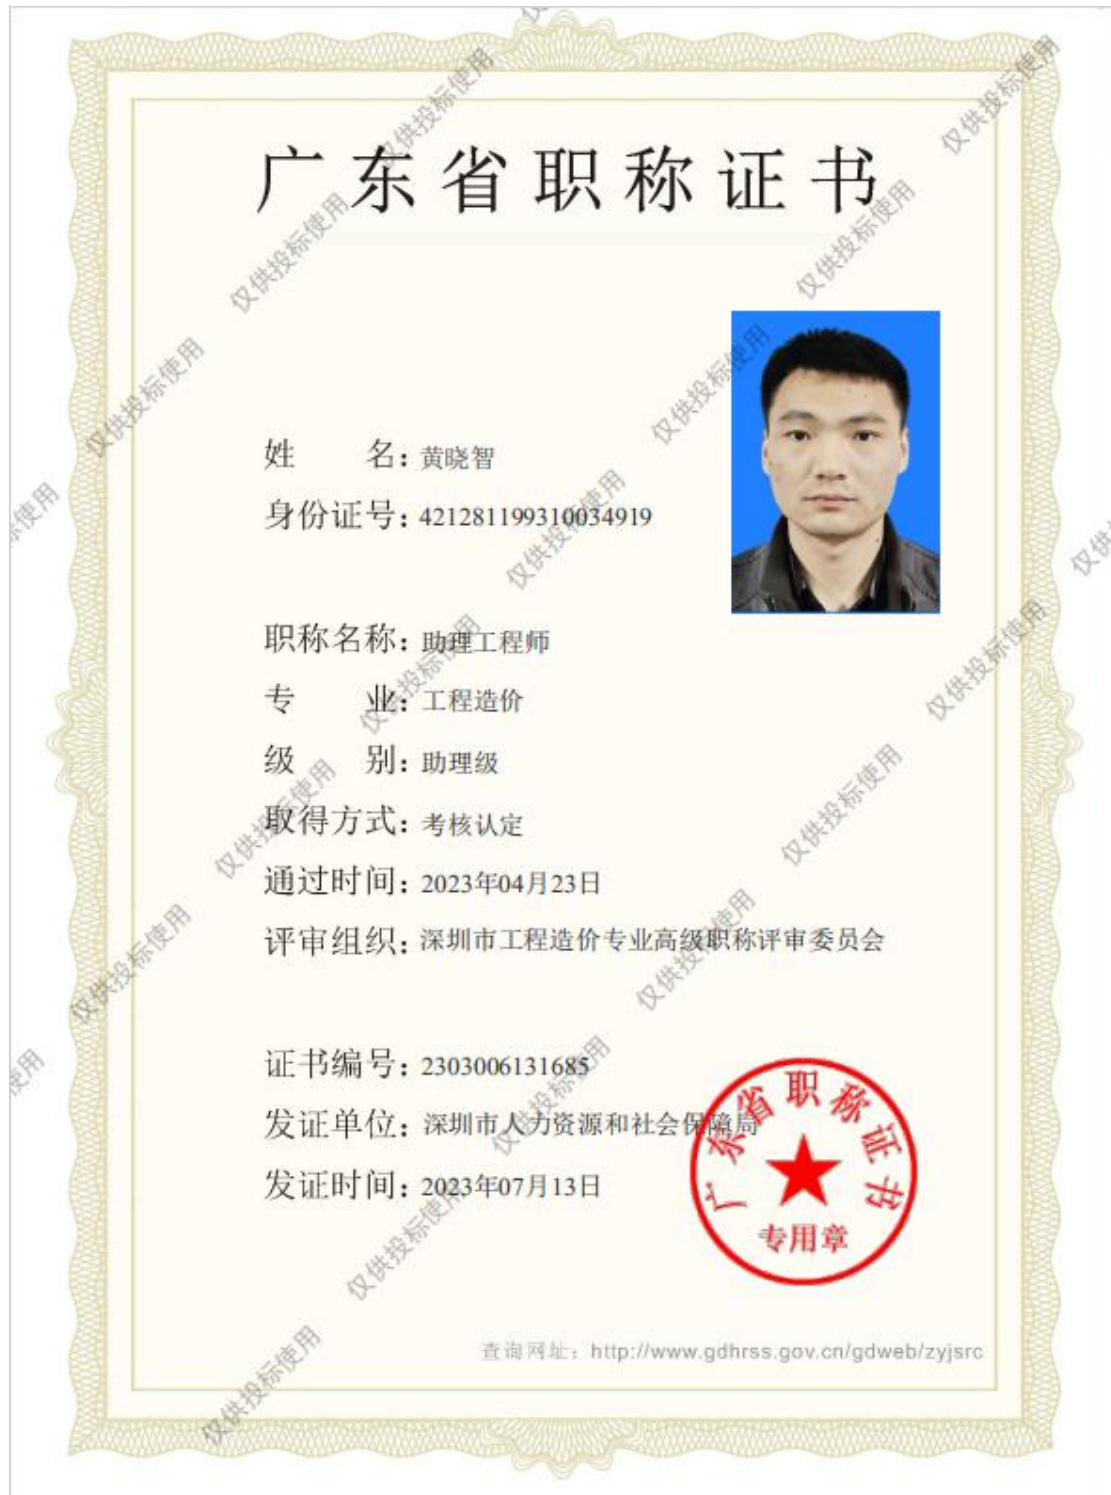 广东省职称证书
姓名：黄晓智
身份证号：421281199310034919
职称名称：助理工程师
专业：工程造价
级别：助理级
取得方式：考核认定
通过时间：2023年04月23日
评审组织：深圳市工程造价专业高级职称评审委员会
证书编号：2303006131685
发证单位：深圳市人力资源和社会保障局
发证时间：2023年07月13日
广东省职称证书
专用章
查询网址：http://www.gdhrss.gov.cn/gdweb/zyjsrc
仅供投标使用